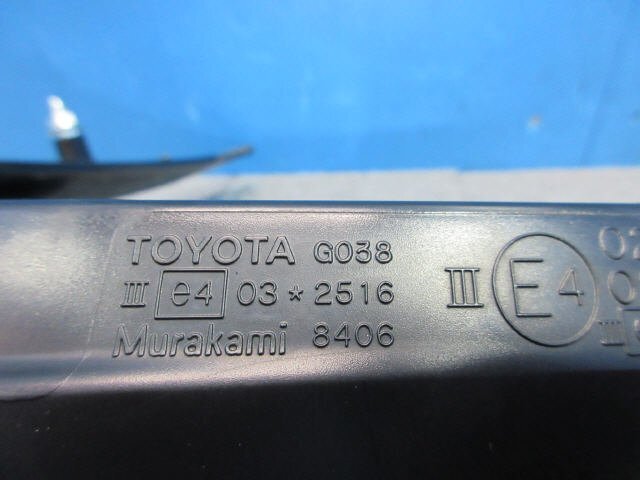 TOYOTA G038
III e4 03 * 2516
Murakami 8406
III E4